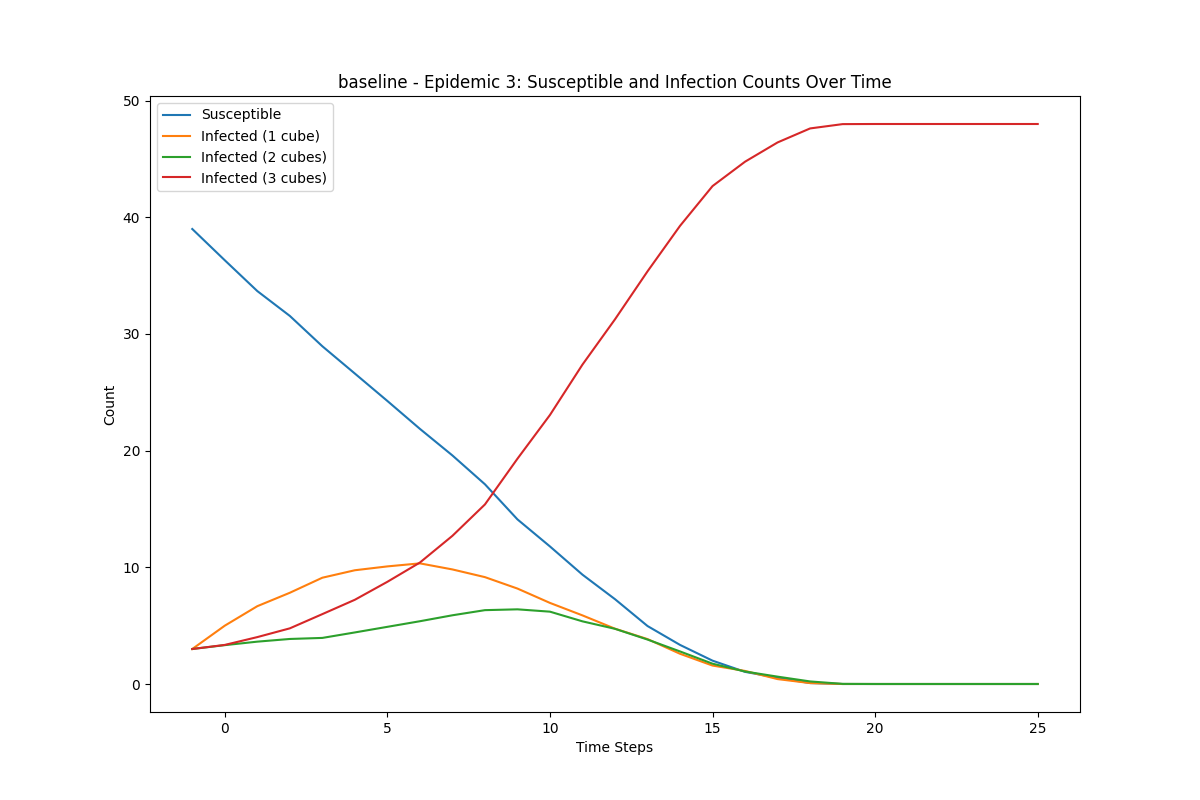 baseline - Epidemic 3: Susceptible and Infection Counts Over Time
50
40
30
20
10
0
Count
Susceptible
Infected (1 cube)
Infected (2 cubes)
Infected (3 cubes)
0 5 10 15 20 25
Time Steps